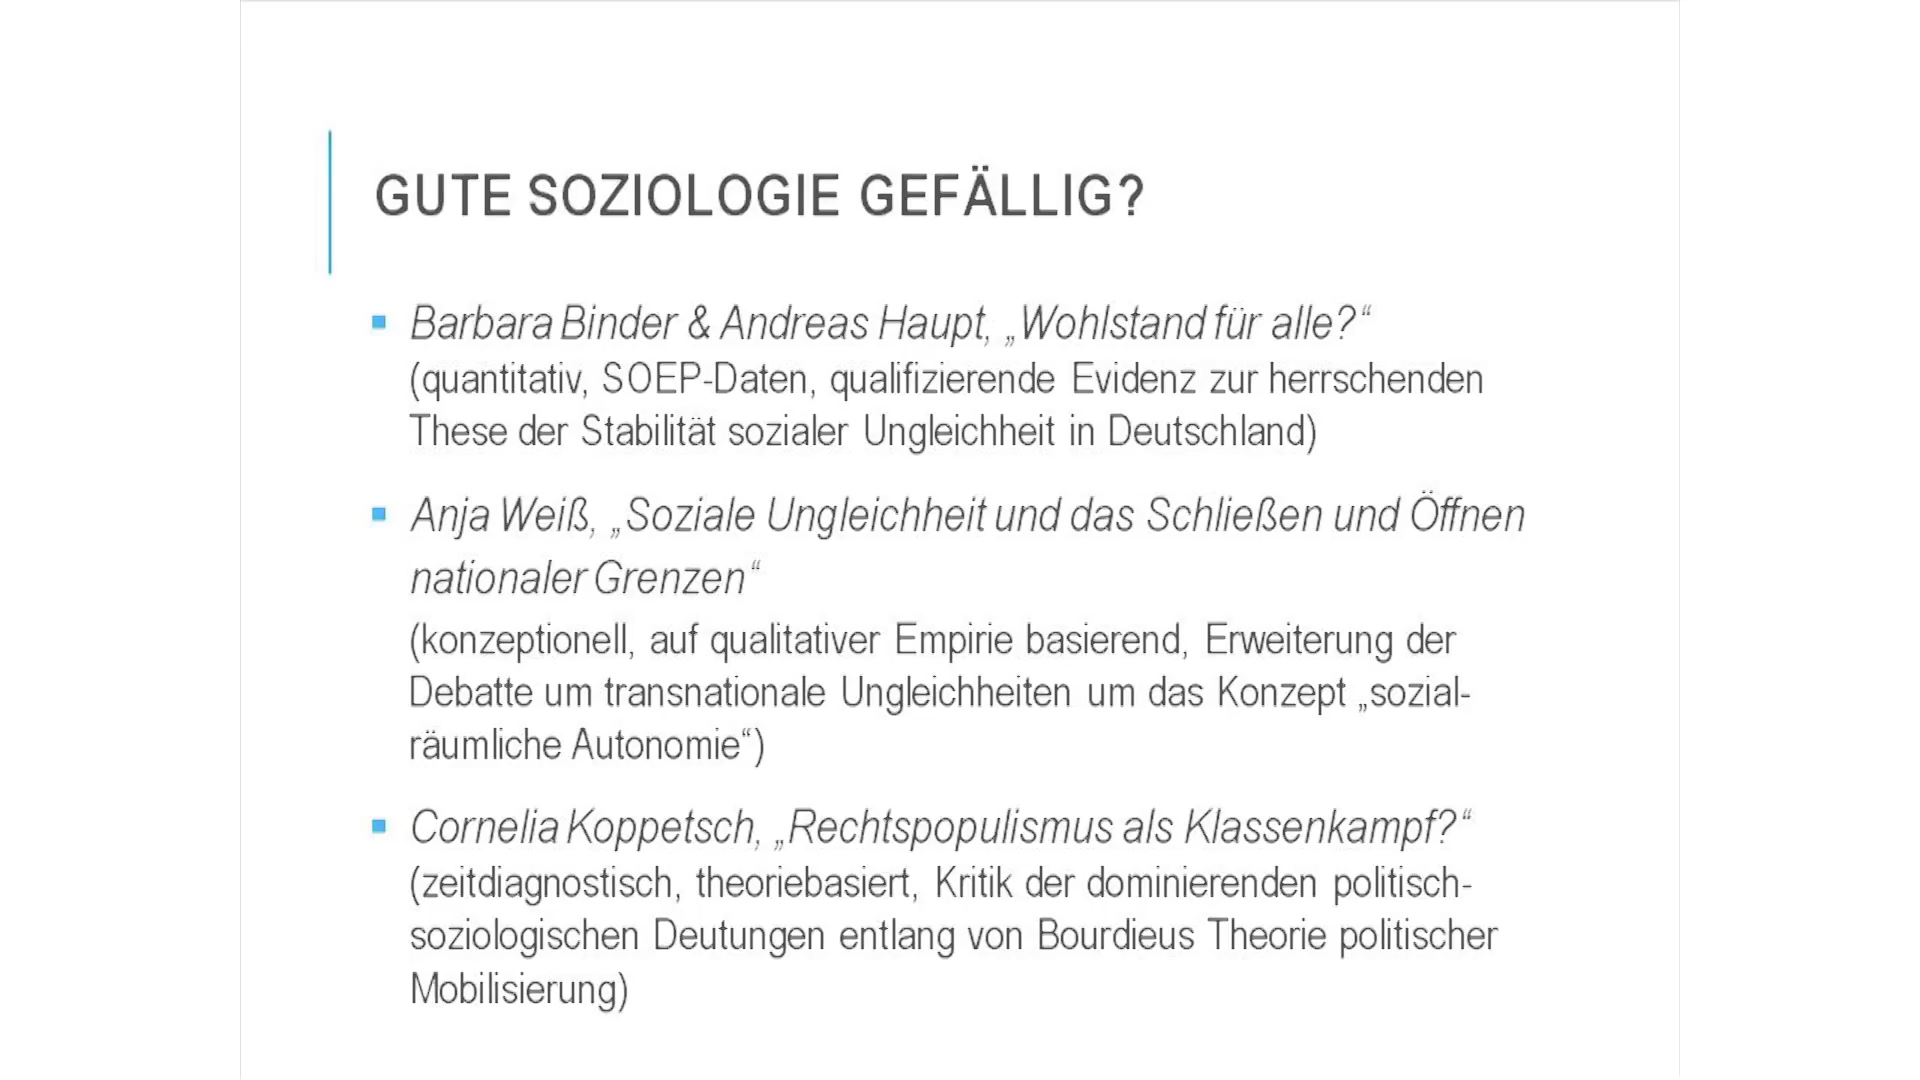 GUTE SOZIOLOGIE GEFÄLLIG?
Barbara Binder & Andreas Haupt, „Wohlstand für alle?“
(quantitativ, SOEP-Daten, qualifizierende Evidenz zur herrschenden
These der Stabilität sozialer Ungleichheit in Deutschland)
Anja Weiß, „Soziale Ungleichheit und das Schließen und Öffnen
nationaler Grenzen“
(konzeptionell, auf qualitativer Empirie basierend, Erweiterung der
Debatte um transnationale Ungleichheiten um das Konzept „sozial-
räumliche Autonomie“)
Cornelia Koppetsch, „Rechtspopulismus als Klassenkampf?“
(zeitdiagnostisch, theoriebasiert, Kritik der dominierenden politisch-
soziologischen Deutungen entlang von Bourdieus Theorie politischer
Mobilisierung)